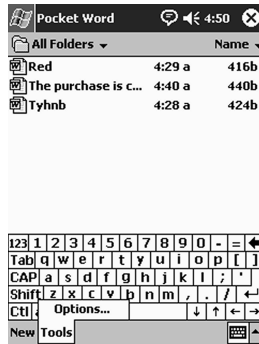 Pocket Word 4:50
All Folders Name
Red 4:29 a 416b
The purchase is c... 4:40 a 440b
Tyhnb 4:28 a 424b
123 1 2 3 4 5 6 7 8 9 0 - =
Tab q w e r t y u i o p [ ]
CAP a s d f g h j k l ; '
Shift z x c v b n m , . /
Ctl
Options...
New Tools